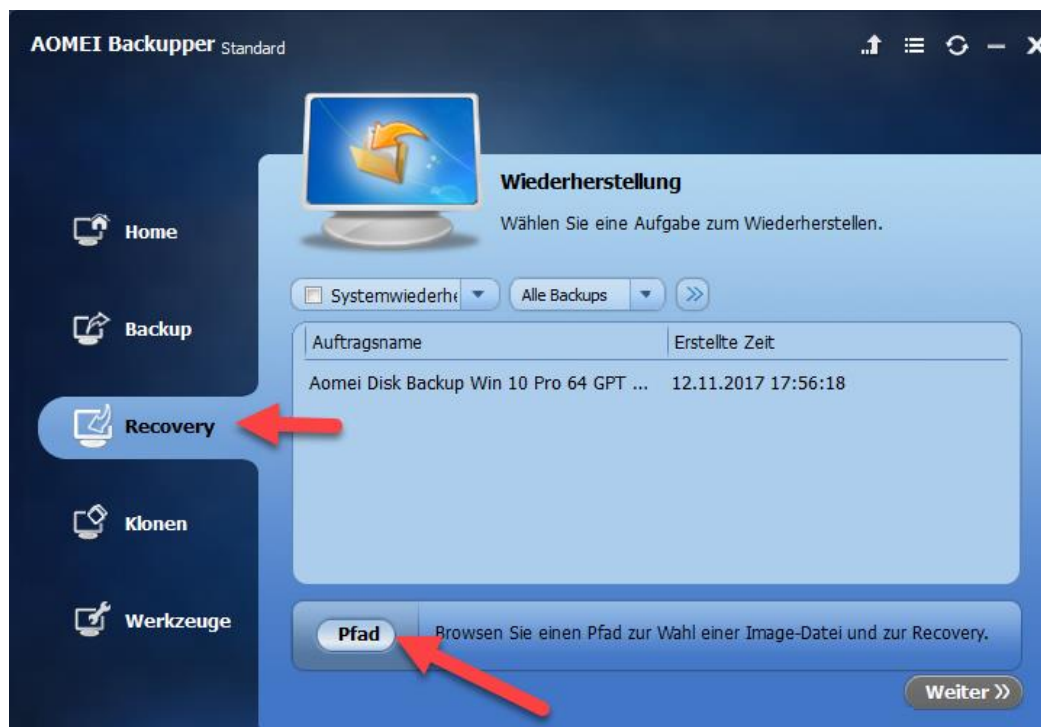 AOMEI Backupper Standard
Wiederherstellung
Wählen Sie eine Aufgabe zum Wiederherstellen.
Home
Backup
Recovery
Klonen
Werkzeuge
Systemwiederhe
Alle Backups
Auftragsname Erstellte Zeit
Aomei Disk Backup Win 10 Pro 64 GPT ... 12.11.2017 17:56:18
Pfad
Browsen Sie einen Pfad zur Wahl einer Image-Datei und zur Recovery.
Weiter